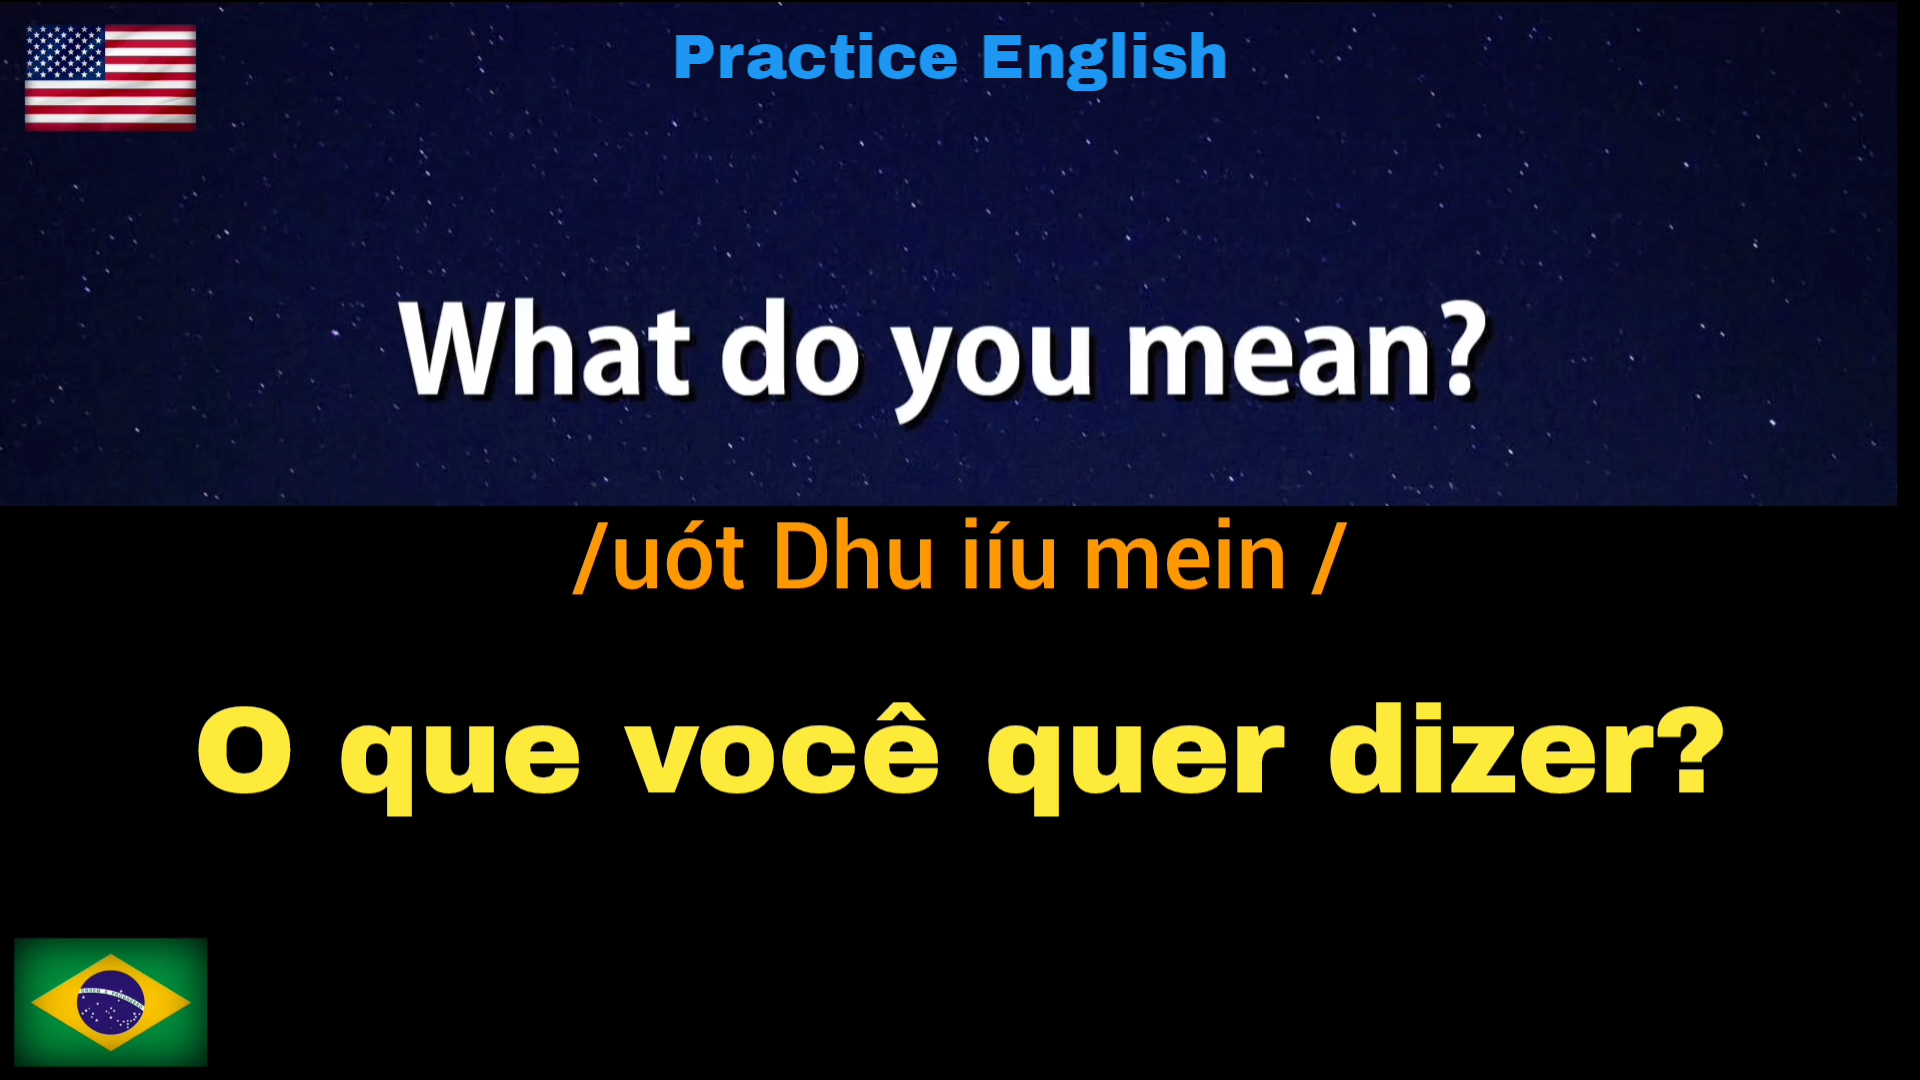 Practice English
What do you mean?
/uót Dhu iíu mein /
O que você quer dizer?